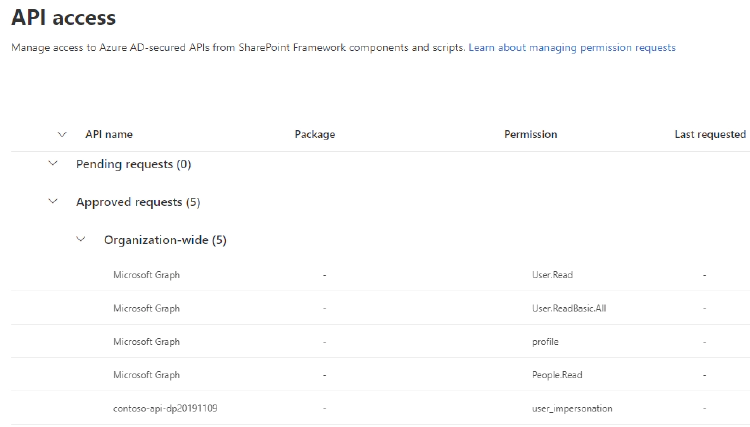 API access
Manage access to Azure AD-secured APIs from SharePoint Framework components and scripts. Learn about managing permission requests
API name Package Permission Last requested
Pending requests (0)
Approved requests (5)
Organization-wide (5)
Microsoft Graph - User.Read -
Microsoft Graph - User.ReadBasic.All -
Microsoft Graph - profile -
Microsoft Graph - People.Read -
contoso-api-dp20191109 - user_impersonation -